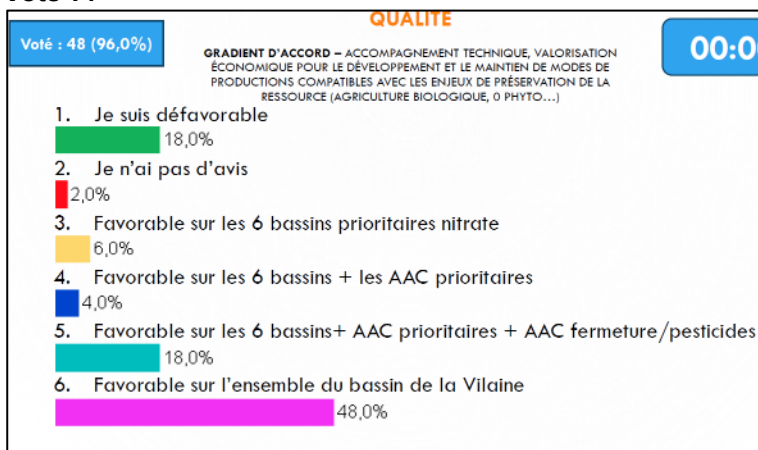 QUALITÉ
Voté : 48 (96,0%)
GRADIENT D'ACCORD – ACCOMPAGNEMENT TECHNIQUE, VALORISATION
ÉCONOMIQUE POUR LE DÉVELOPPEMENT ET LE MAINTIEN DE MODES DE
PRODUCTIONS COMPATIBLES AVEC LES ENJEUX DE PRÉSERVATION DE LA
RESSOURCE (AGRICULTURE BIOLOGIQUE, 0 PHYTO…)
1. Je suis défavorable
18,0%
2. Je n'ai pas d'avis
2,0%
3. Favorable sur les 6 bassins prioritaires nitrate
6,0%
4. Favorable sur les 6 bassins + les AAC prioritaires
4,0%
5. Favorable sur les 6 bassins+ AAC prioritaires + AAC fermeture/pesticides
18,0%
6. Favorable sur l'ensemble du bassin de la Vilaine
48,0%